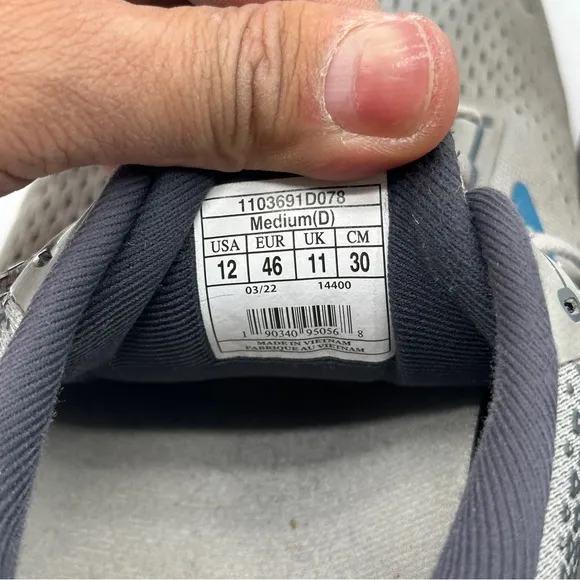 1103691D078
Medium(D)
USA EUR UK CM
12 46 11 30
03/22 14400
1 90340 95056 8
MADE IN VIETNAM
FABRIQUE AU VIETNAM